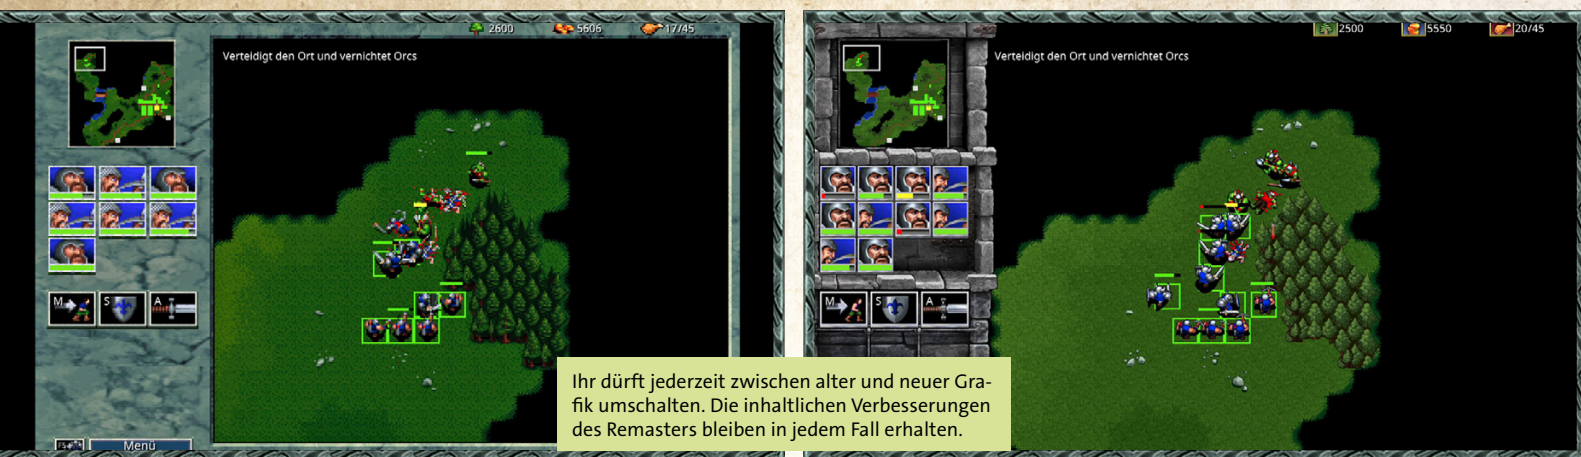 2600 5606 17/45
Verteidigt den Ort und vernichtet Orcs
M S A
F5
Menü
2500 5550 20/45
Verteidigt den Ort und vernichtet Orcs
M S A
Ihr dürft jederzeit zwischen alter und neuer Gra-
fik umschalten. Die inhaltlichen Verbesserungen
des Remasters bleiben in jedem Fall erhalten.